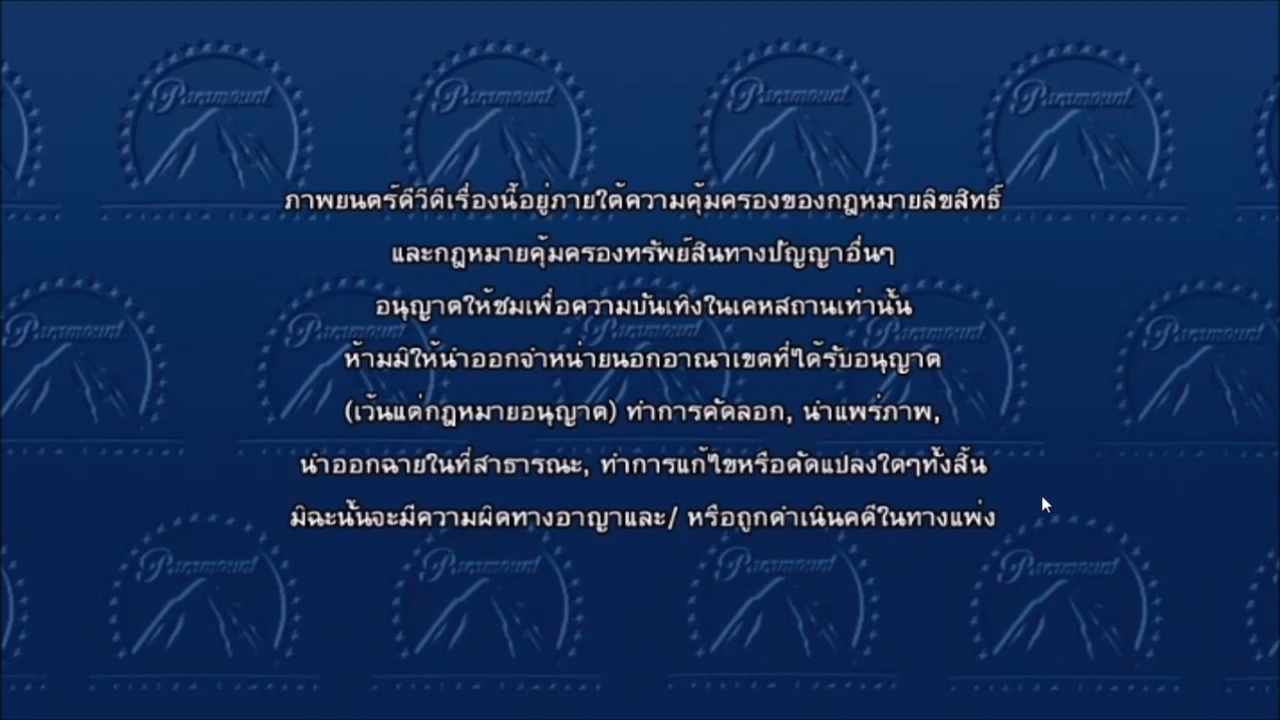 ภาพยนตร์ดีวีดีเรื่องนี้อยู่ภายใต้ความคุ้มครองของกฎหมายลิขสิทธิ์
และกฎหมายคุ้มครองทรัพย์สินทางปัญญาอื่นๆ
อนุญาตให้ชมเพื่อความบันเทิงในเคหสถานเท่านั้น
ห้ามมิให้นำออกจำหน่ายนอกอาณาเขตที่ได้รับอนุญาต
(เว้นแต่กฎหมายอนุญาต) ทำการคัดลอก, นำแพร่ภาพ,
นำออกฉายในที่สาธารณะ, ทำการแก้ไขหรือดัดแปลงใดๆทั้งสิ้น
มิฉะนั้นจะมีความผิดทางอาญาและ/ หรือถูกดำเนินคดีในทางแพ่ง
Paramount
Paramount
Paramount
Paramount
Paramount
Paramount
Paramount
Paramount
Paramount
Paramount
Paramount
Paramount
Paramount